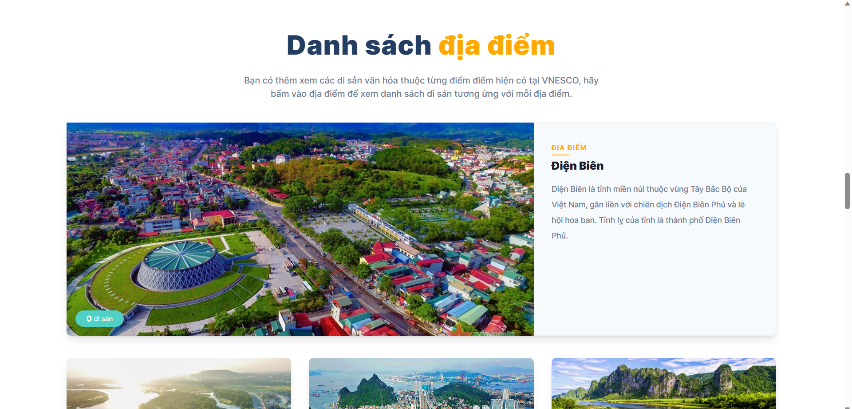 Danh sách địa điểm
Bạn có thêm xem các di sản văn hóa thuộc từng điểm điểm hiện có tại VNESCO, hãy
bấm vào địa điểm để xem danh sách di sản tương ứng với mỗi địa điểm.
ĐỊA ĐIỂM
Điện Biên
Điện Biên là tỉnh miền núi thuộc vùng Tây Bắc Bộ của
Việt Nam, gắn liền với chiến dịch Điện Biên Phủ và lễ
hội hoa ban. Tỉnh lỵ của tỉnh là thành phố Điện Biên
Phủ.
0 di sản